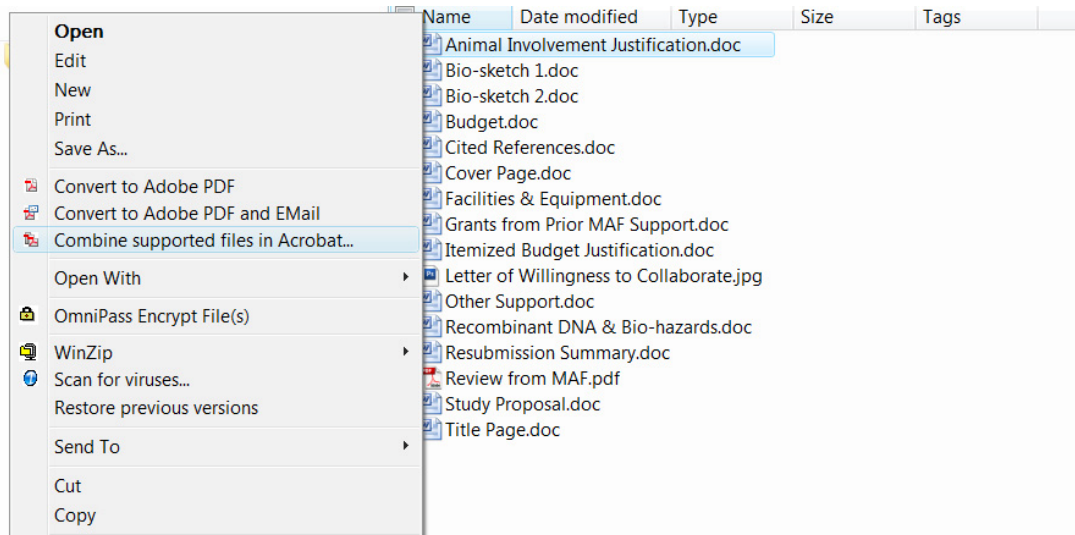 Open
Edit
New
Print
Save As...
Convert to Adobe PDF
Convert to Adobe PDF and EMail
Combine supported files in Acrobat...
Open With
OmniPass Encrypt File(s)
WinZip
Scan for viruses...
Restore previous versions
Send To
Cut
Copy
Name Date modified Type Size Tags
Animal Involvement Justification.doc
Bio-sketch 1.doc
Bio-sketch 2.doc
Budget.doc
Cited References.doc
Cover Page.doc
Facilities & Equipment.doc
Grants from Prior MAF Support.doc
Itemized Budget Justification.doc
Letter of Willingness to Collaborate.jpg
Other Support.doc
Recombinant DNA & Bio-hazards.doc
Resubmission Summary.doc
Review from MAF.pdf
Study Proposal.doc
Title Page.doc